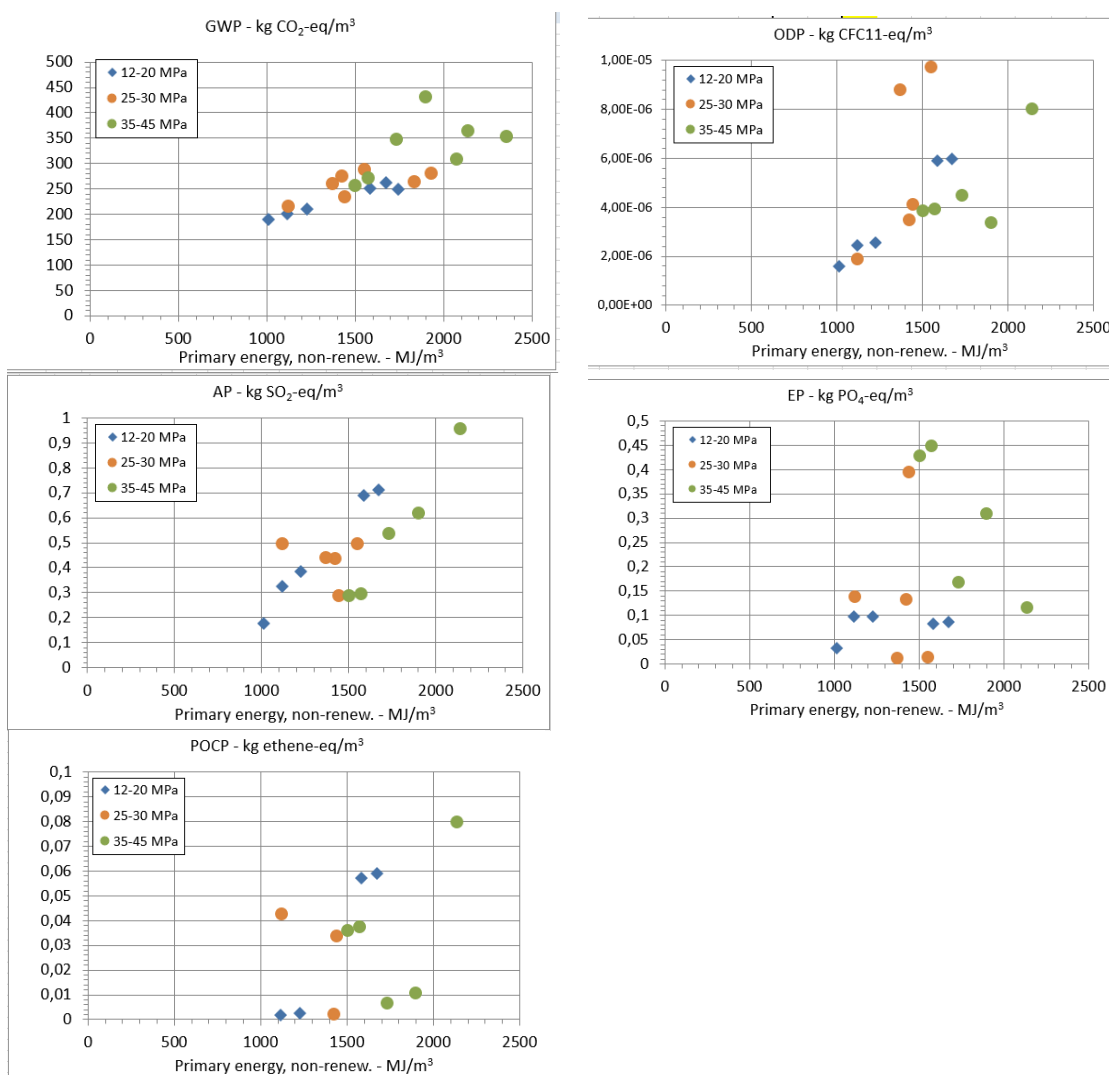 GWP - kg CO₂-eq/m³
500
450
400
350
300
250
200
150
100
50
0
12-20 MPa
25-30 MPa
35-45 MPa
0 500 1000 1500 2000 2500
Primary energy, non-renew. - MJ/m³
ODP - kg CFC11-eq/m³
1,00E-05
8,00E-06
6,00E-06
4,00E-06
2,00E-06
0,00E+00
12-20 MPa
25-30 MPa
35-45 MPa
0 500 1000 1500 2000 2500
Primary energy, non-renew. - MJ/m³
AP - kg SO₂-eq/m³
1
0,9
0,8
0,7
0,6
0,5
0,4
0,3
0,2
0,1
0
12-20 MPa
25-30 MPa
35-45 MPa
0 500 1000 1500 2000 2500
Primary energy, non-renew. - MJ/m³
EP - kg PO₄-eq/m³
0,5
0,45
0,4
0,35
0,3
0,25
0,2
0,15
0,1
0,05
0
12-20 MPa
25-30 MPa
35-45 MPa
0 500 1000 1500 2000 2500
Primary energy, non-renew. - MJ/m³
POCP - kg ethene-eq/m³
0,1
0,09
0,08
0,07
0,06
0,05
0,04
0,03
0,02
0,01
0
12-20 MPa
25-30 MPa
35-45 MPa
0 500 1000 1500 2000 2500
Primary energy, non-renew. - MJ/m³